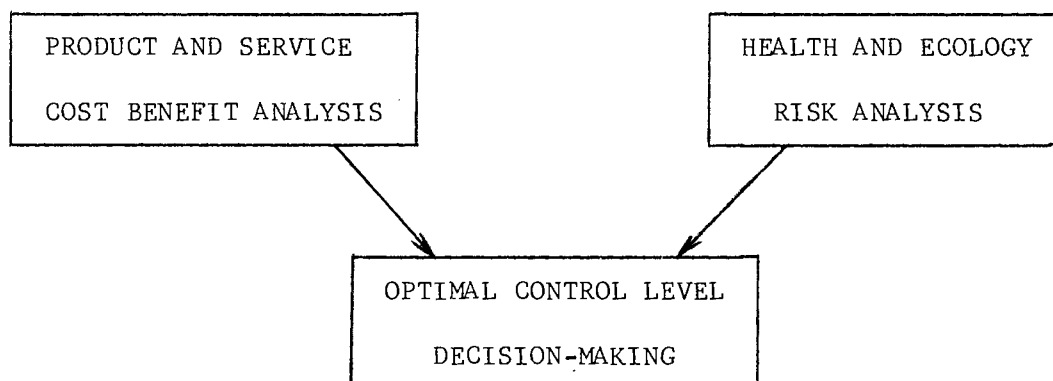 PRODUCT AND SERVICE
COST BENEFIT ANALYSIS
HEALTH AND ECOLOGY
RISK ANALYSIS
OPTIMAL CONTROL LEVEL
DECISION-MAKING